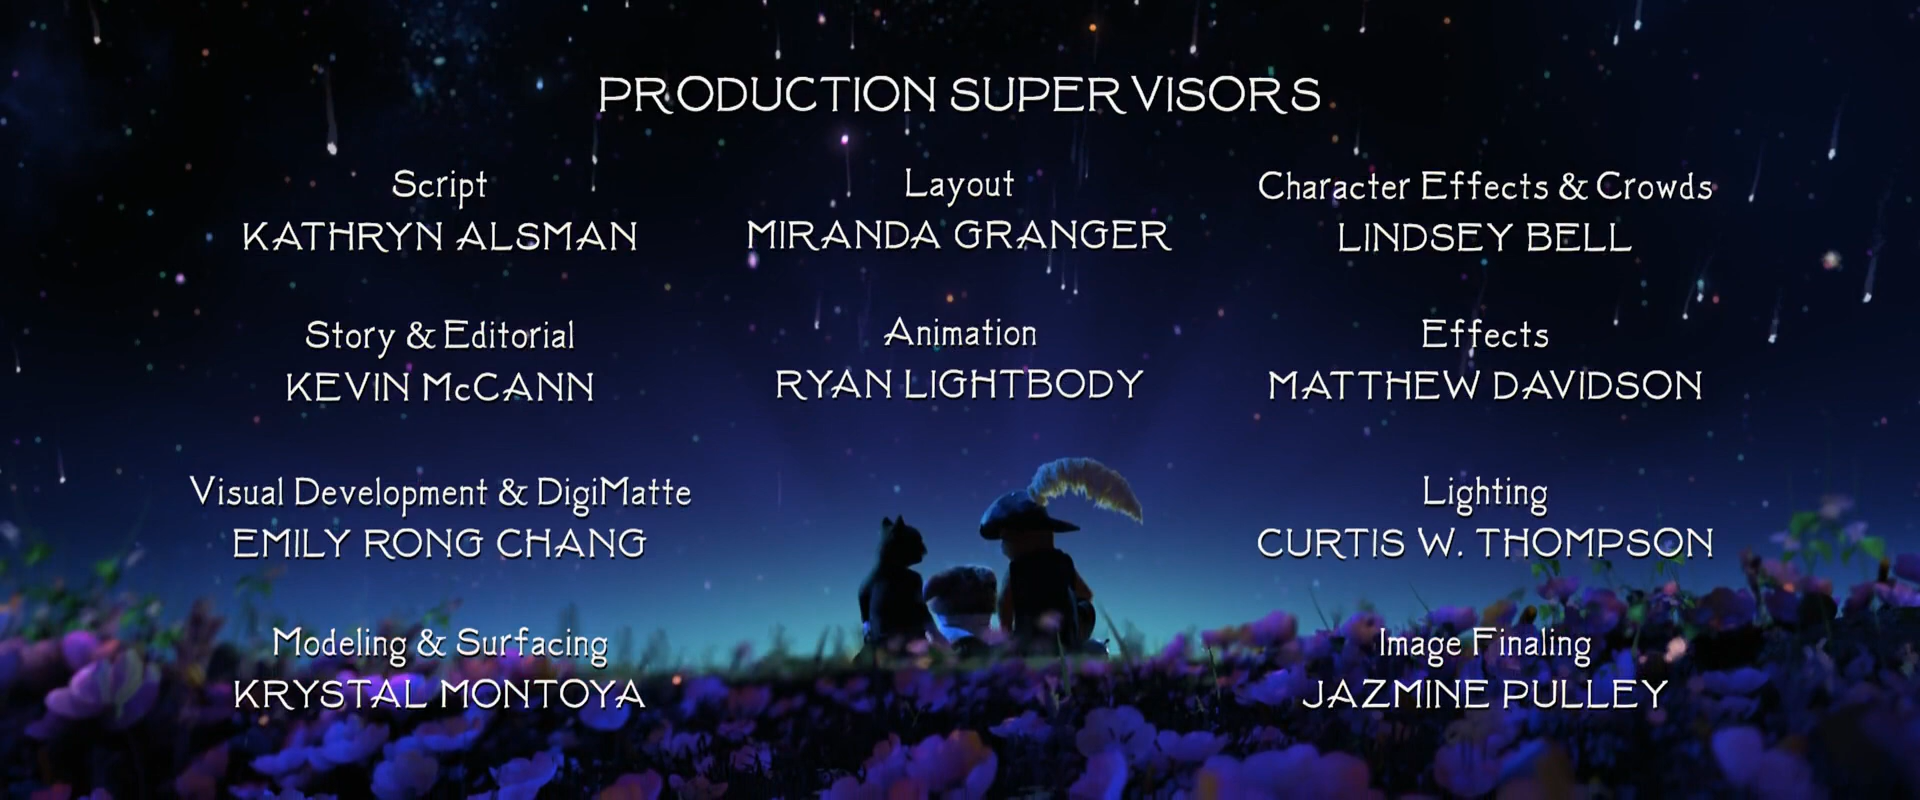 PRODUCTION SUPERVISORS
Script
KATHRYN ALSMAN
Story & Editorial
KEVIN McCANN
Visual Development & DigiMatte
EMILY RONG CHANG
Modeling & Surfacing
KRYSTAL MONTOYA
Layout
MIRANDA GRANGER
Animation
RYAN LIGHTBODY
Character Effects & Crowds
LINDSEY BELL
Effects
MATTHEW DAVIDSON
Lighting
CURTIS W. THOMPSON
Image Finaling
JAZMINE PULLEY